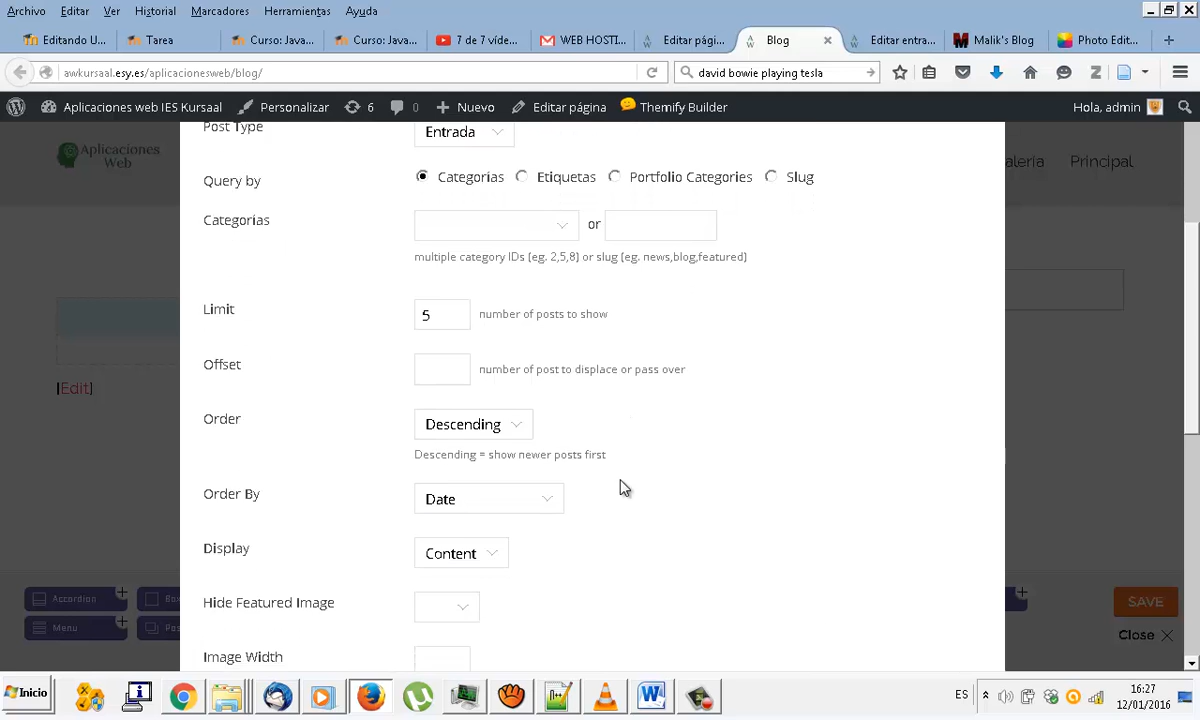 Archivo Editar Ver Historial Marcadores Herramientas Ayuda
Editando U... Tarea Curso: Java... Curso: Java... 7 de 7 víde... WEB HOSTI... Editar pági... Blog Editar entra... Malik's Blog Photo Edit...
awkursaal.esy.es/aplicacionesweb/blog/ david bowie playing tesla
Aplicaciones web IES Kursaal Personalizar 6 0 Nuevo Editar página Themify Builder Hola, admin
Post Type Entrada
Aplicaciones Web
Galería Principal
Query by Categorias Etiquetas Portfolio Categories Slug
Categorias or
multiple category IDs (eg. 2,5,8) or slug (eg. news,blog,featured)
Limit 5 number of posts to show
Offset number of post to displace or pass over
[Edit]
Order Descending
Descending = show newer posts first
Order By Date
Display Content
Accordion
SAVE
Hide Featured Image
Menu
Close
Image Width
Inicio ES 16:27
12/01/2016